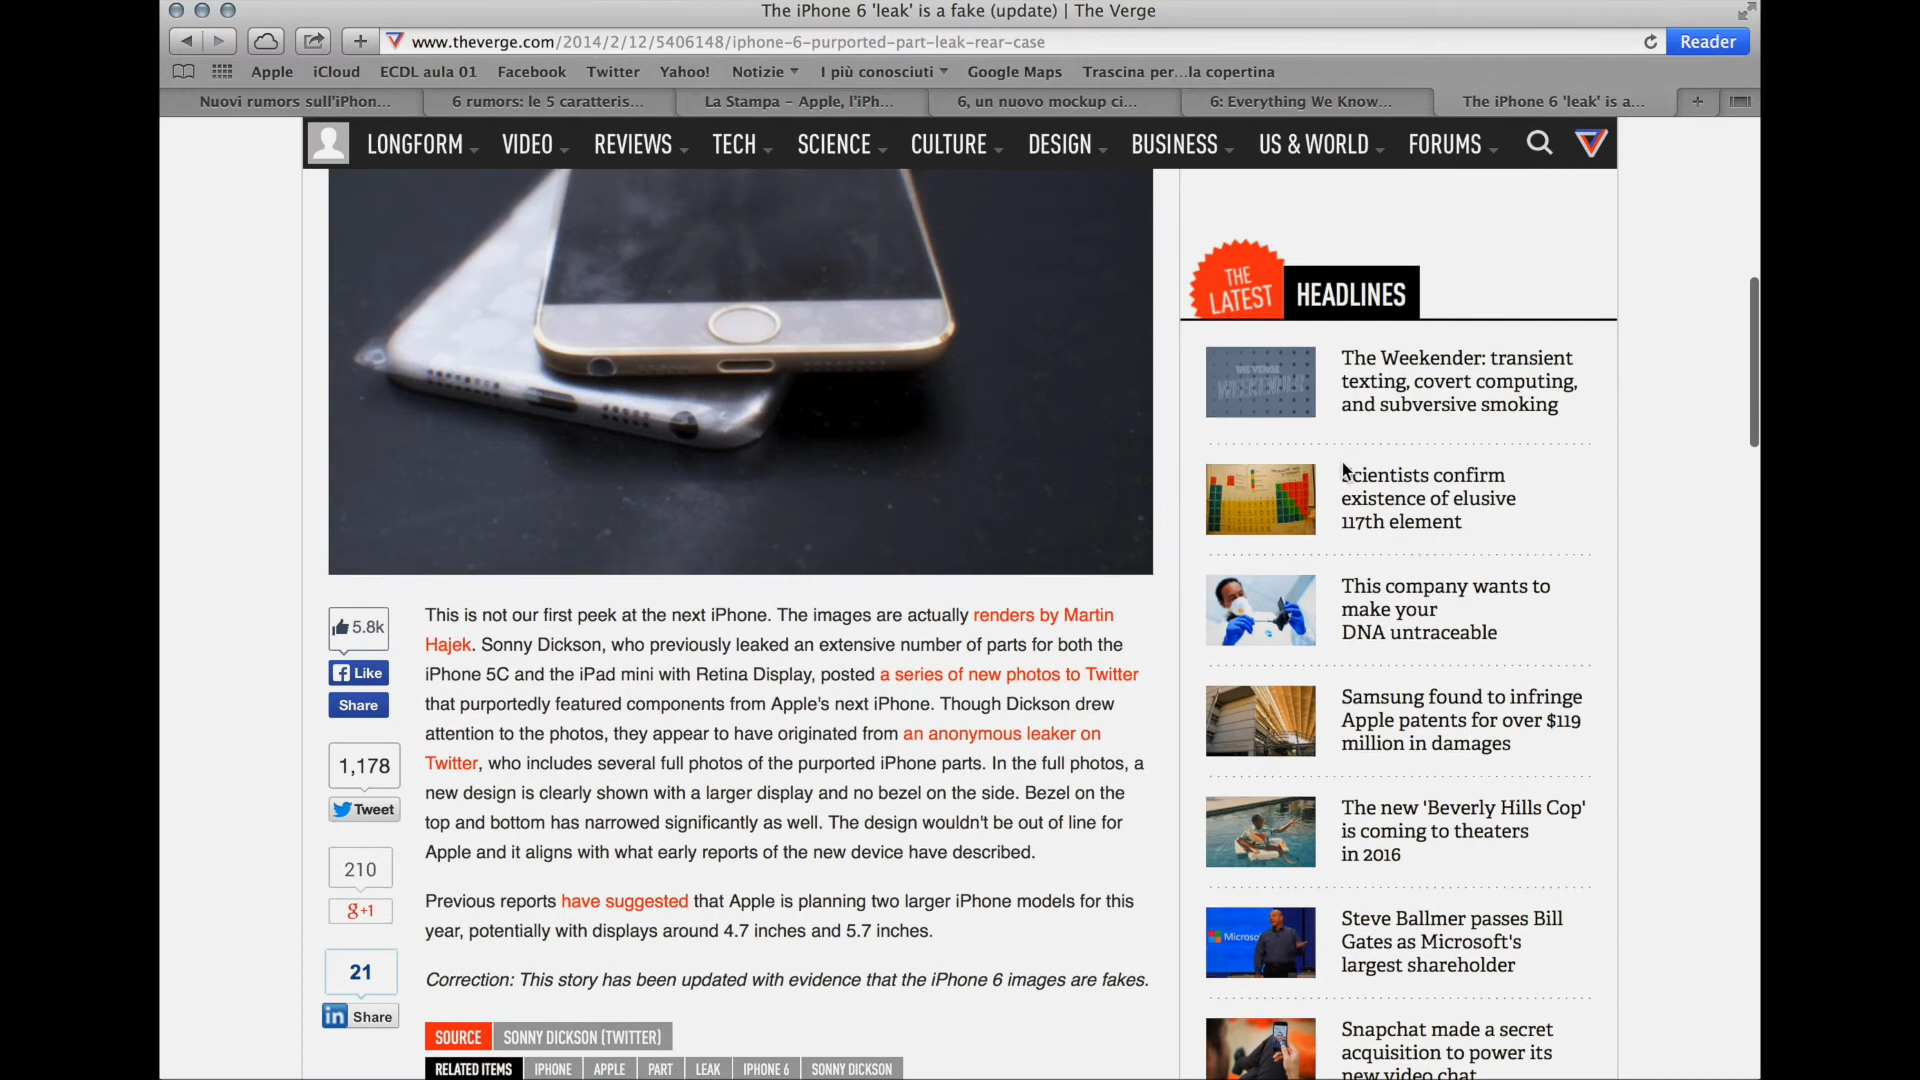 The iPhone 6 'leak' is a fake (update) | The Verge
www.theverge.com/2014/2/12/5406148/iphone-6-purported-part-leak-rear-case
Reader
Apple iCloud ECDL aula 01 Facebook Twitter Yahoo! Notizie I più conosciuti Google Maps Trascina per...la copertina
Nuovi rumors sull'iPhon... 6 rumors: le 5 caratteris... La Stampa – Apple, l'iPh... 6, un nuovo mockup ci... 6: Everything We Know... The iPhone 6 'leak' is a...
LONGFORM VIDEO REVIEWS TECH SCIENCE CULTURE DESIGN BUSINESS US & WORLD FORUMS
5.8k
Like
Share
1,178
Tweet
210
g+1
21
in Share
This is not our first peek at the next iPhone. The images are actually renders by Martin
Hajek. Sonny Dickson, who previously leaked an extensive number of parts for both the
iPhone 5C and the iPad mini with Retina Display, posted a series of new photos to Twitter
that purportedly featured components from Apple's next iPhone. Though Dickson drew
attention to the photos, they appear to have originated from an anonymous leaker on
Twitter, who includes several full photos of the purported iPhone parts. In the full photos, a
new design is clearly shown with a larger display and no bezel on the side. Bezel on the
top and bottom has narrowed significantly as well. The design wouldn't be out of line for
Apple and it aligns with what early reports of the new device have described.
Previous reports have suggested that Apple is planning two larger iPhone models for this
year, potentially with displays around 4.7 inches and 5.7 inches.
Correction: This story has been updated with evidence that the iPhone 6 images are fakes.
SOURCE SONNY DICKSON (TWITTER)
RELATED ITEMS IPHONE APPLE PART LEAK IPHONE 6 SONNY DICKSON
THE
LATEST
HEADLINES
THE VERGE
WEEKENDER
The Weekender: transient
texting, covert computing,
and subversive smoking
Scientists confirm
existence of elusive
117th element
This company wants to
make your
DNA untraceable
Samsung found to infringe
Apple patents for over $119
million in damages
The new 'Beverly Hills Cop'
is coming to theaters
in 2016
Microso
Steve Ballmer passes Bill
Gates as Microsoft's
largest shareholder
Snapchat made a secret
acquisition to power its
new video chat